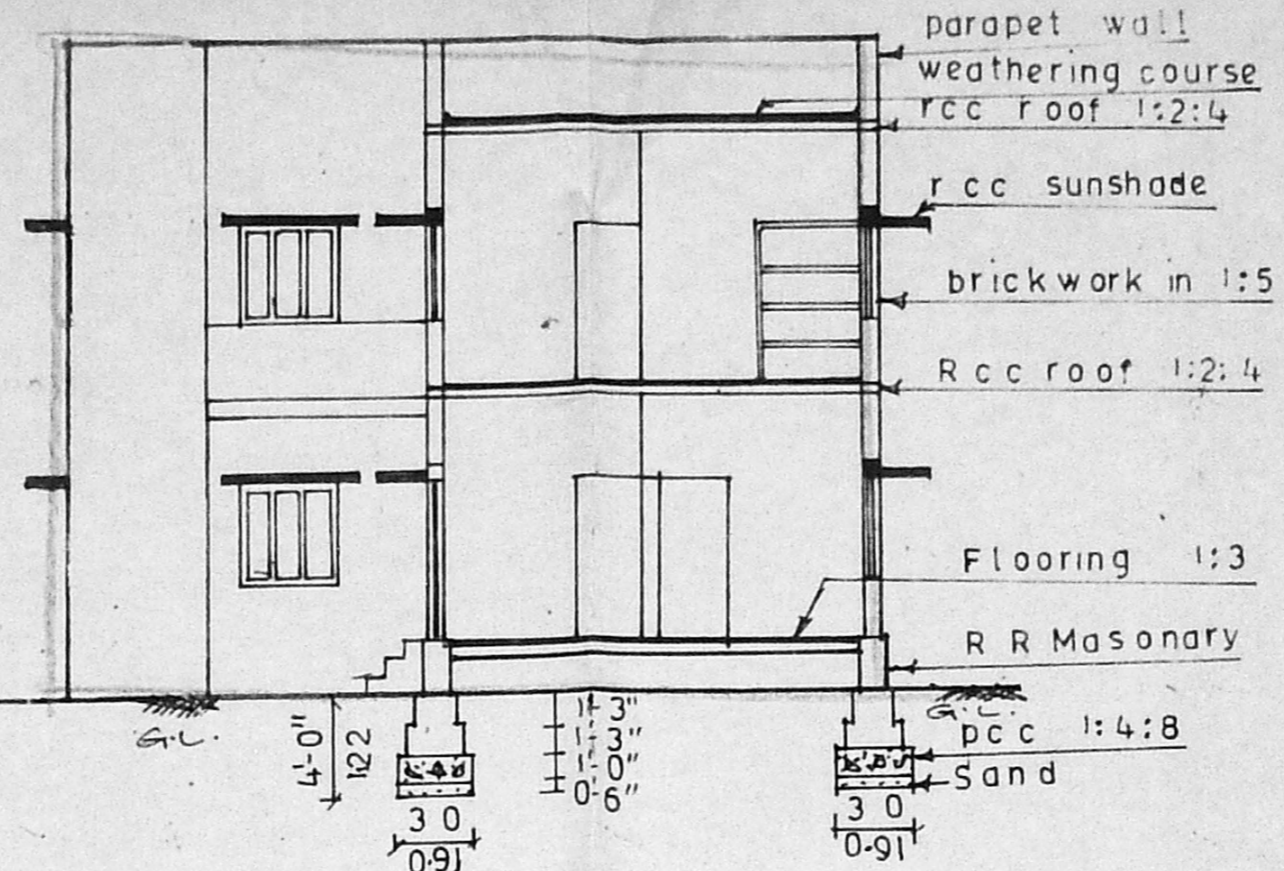 parapet wall
weathering course
rcc roof 1:2:4
rcc sunshade
brickwork in 1:5
Rcc roof 1:2:4
Flooring 1:3
R R Masonary
G.L.
G.L.
pcc 1:4:8
Sand
4'-0"
1.22
1'-3"
1'-3"
1'-0"
0-6"
3 0
0.91
3 0
0.91